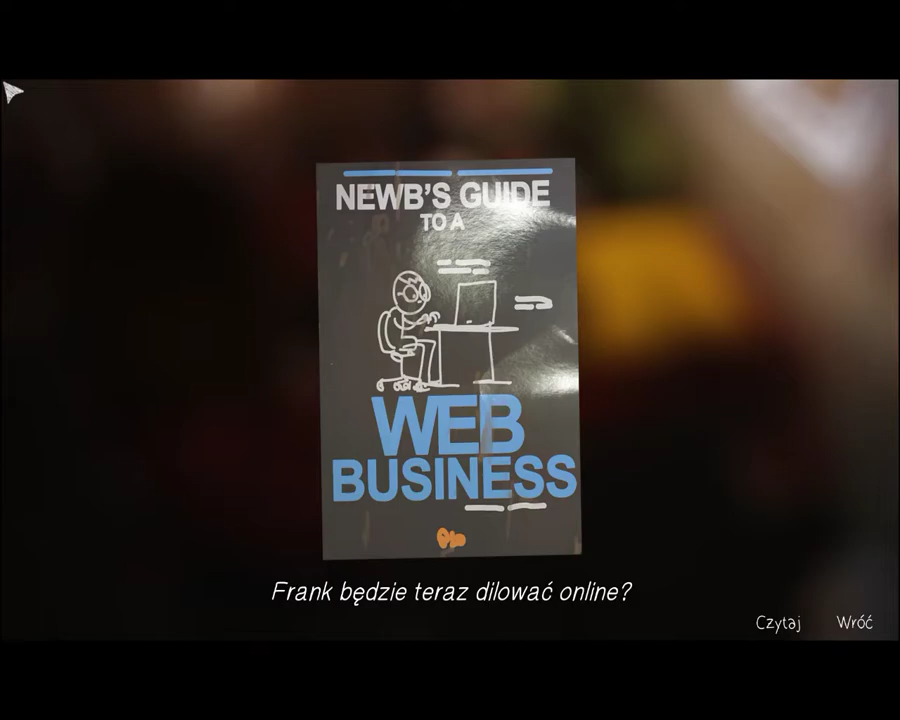 NEWB'S GUIDE
TO A
WEB
BUSINESS
Frank będzie teraz dilować online?
Czytaj Wróć